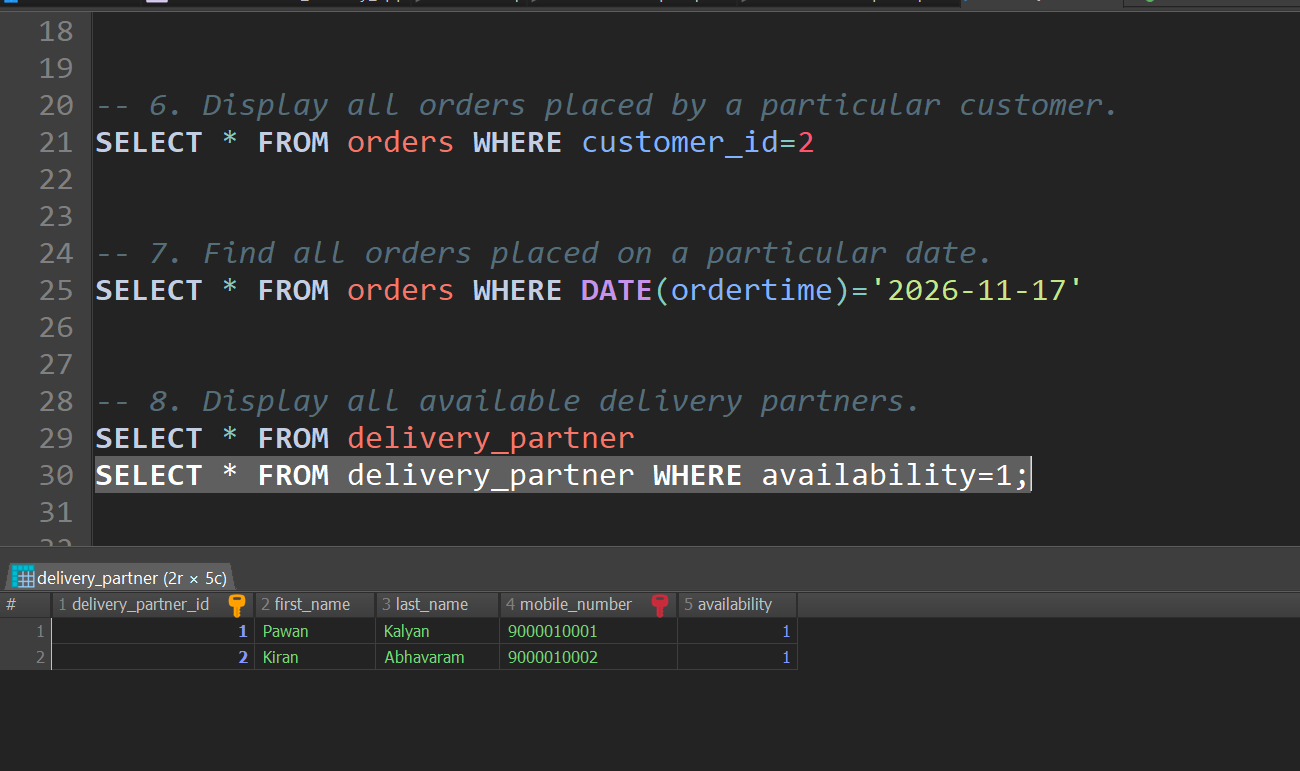 18
19
20 -- 6. Display all orders placed by a particular customer.
21 SELECT * FROM orders WHERE customer_id=2
22
23
24 -- 7. Find all orders placed on a particular date.
25 SELECT * FROM orders WHERE DATE(ordertime)='2026-11-17'
26
27
28 -- 8. Display all available delivery partners.
29 SELECT * FROM delivery_partner
30 SELECT * FROM delivery_partner WHERE availability=1;
31
delivery_partner (2r × 5c)
# 1 delivery_partner_id 2 first_name 3 last_name 4 mobile_number 5 availability
1 1 Pawan Kalyan 9000010001 1
2 2 Kiran Abhavaram 9000010002 1